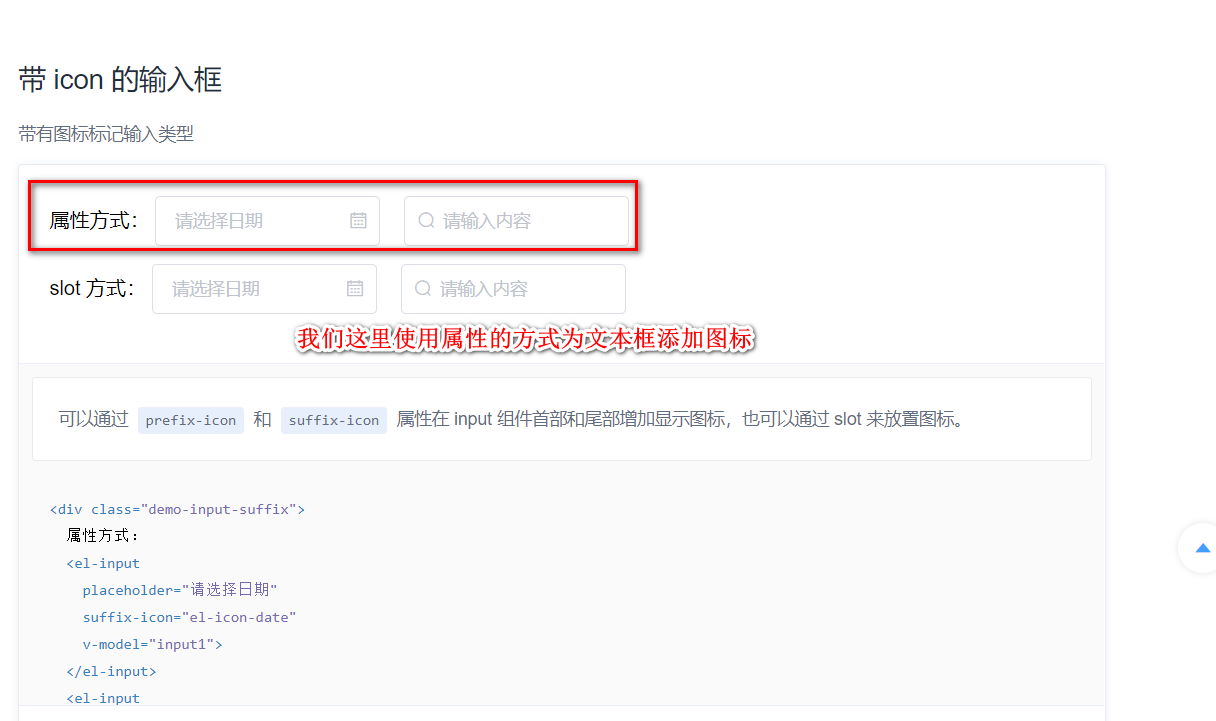 带 icon 的输入框
带有图标标记输入类型
属性方式： 请选择日期 请输入内容
slot 方式： 请选择日期 请输入内容
我们这里使用属性的方式为文本框添加图标
可以通过 prefix-icon 和 suffix-icon 属性在 input 组件首部和尾部增加显示图标，也可以通过 slot 来放置图标。
<div class="demo-input-suffix">
属性方式：
<el-input
placeholder="请选择日期"
suffix-icon="el-icon-date"
v-model="input1">
</el-input>
<el-input